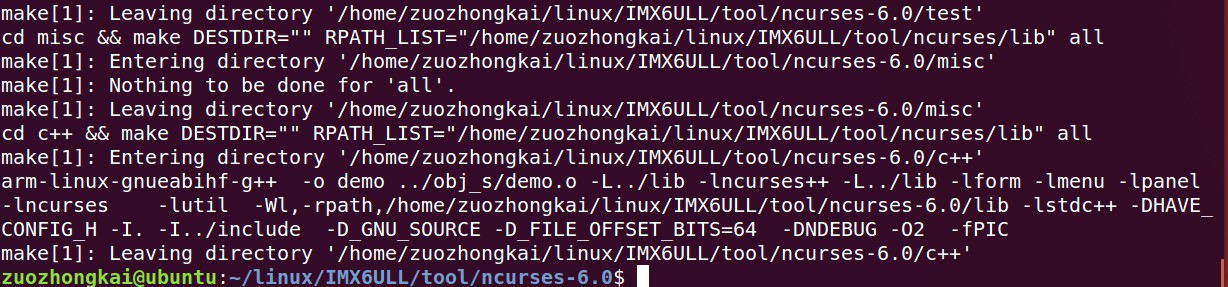 make[1]: Leaving directory '/home/zuozhongkai/linux/IMX6ULL/tool/ncurses-6.0/test'
cd misc && make DESTDIR="" RPATH_LIST="/home/zuozhongkai/linux/IMX6ULL/tool/ncurses/lib" all
make[1]: Entering directory '/home/zuozhongkai/linux/IMX6ULL/tool/ncurses-6.0/misc'
make[1]: Nothing to be done for 'all'.
make[1]: Leaving directory '/home/zuozhongkai/linux/IMX6ULL/tool/ncurses-6.0/misc'
cd c++ && make DESTDIR="" RPATH_LIST="/home/zuozhongkai/linux/IMX6ULL/tool/ncurses/lib" all
make[1]: Entering directory '/home/zuozhongkai/linux/IMX6ULL/tool/ncurses-6.0/c++'
arm-linux-gnueabihf-g++  -o demo ../obj_s/demo.o -L../lib -lncurses++ -L../lib -lform -lmenu -lpanel
-lncurses    -lutil  -Wl,-rpath,/home/zuozhongkai/linux/IMX6ULL/tool/ncurses-6.0/lib -lstdc++ -DHAVE_
CONFIG_H -I. -I../include  -D_GNU_SOURCE -D_FILE_OFFSET_BITS=64  -DNDEBUG -O2  -fPIC
make[1]: Leaving directory '/home/zuozhongkai/linux/IMX6ULL/tool/ncurses-6.0/c++'
zuozhongkai@ubuntu:~/linux/IMX6ULL/tool/ncurses-6.0$